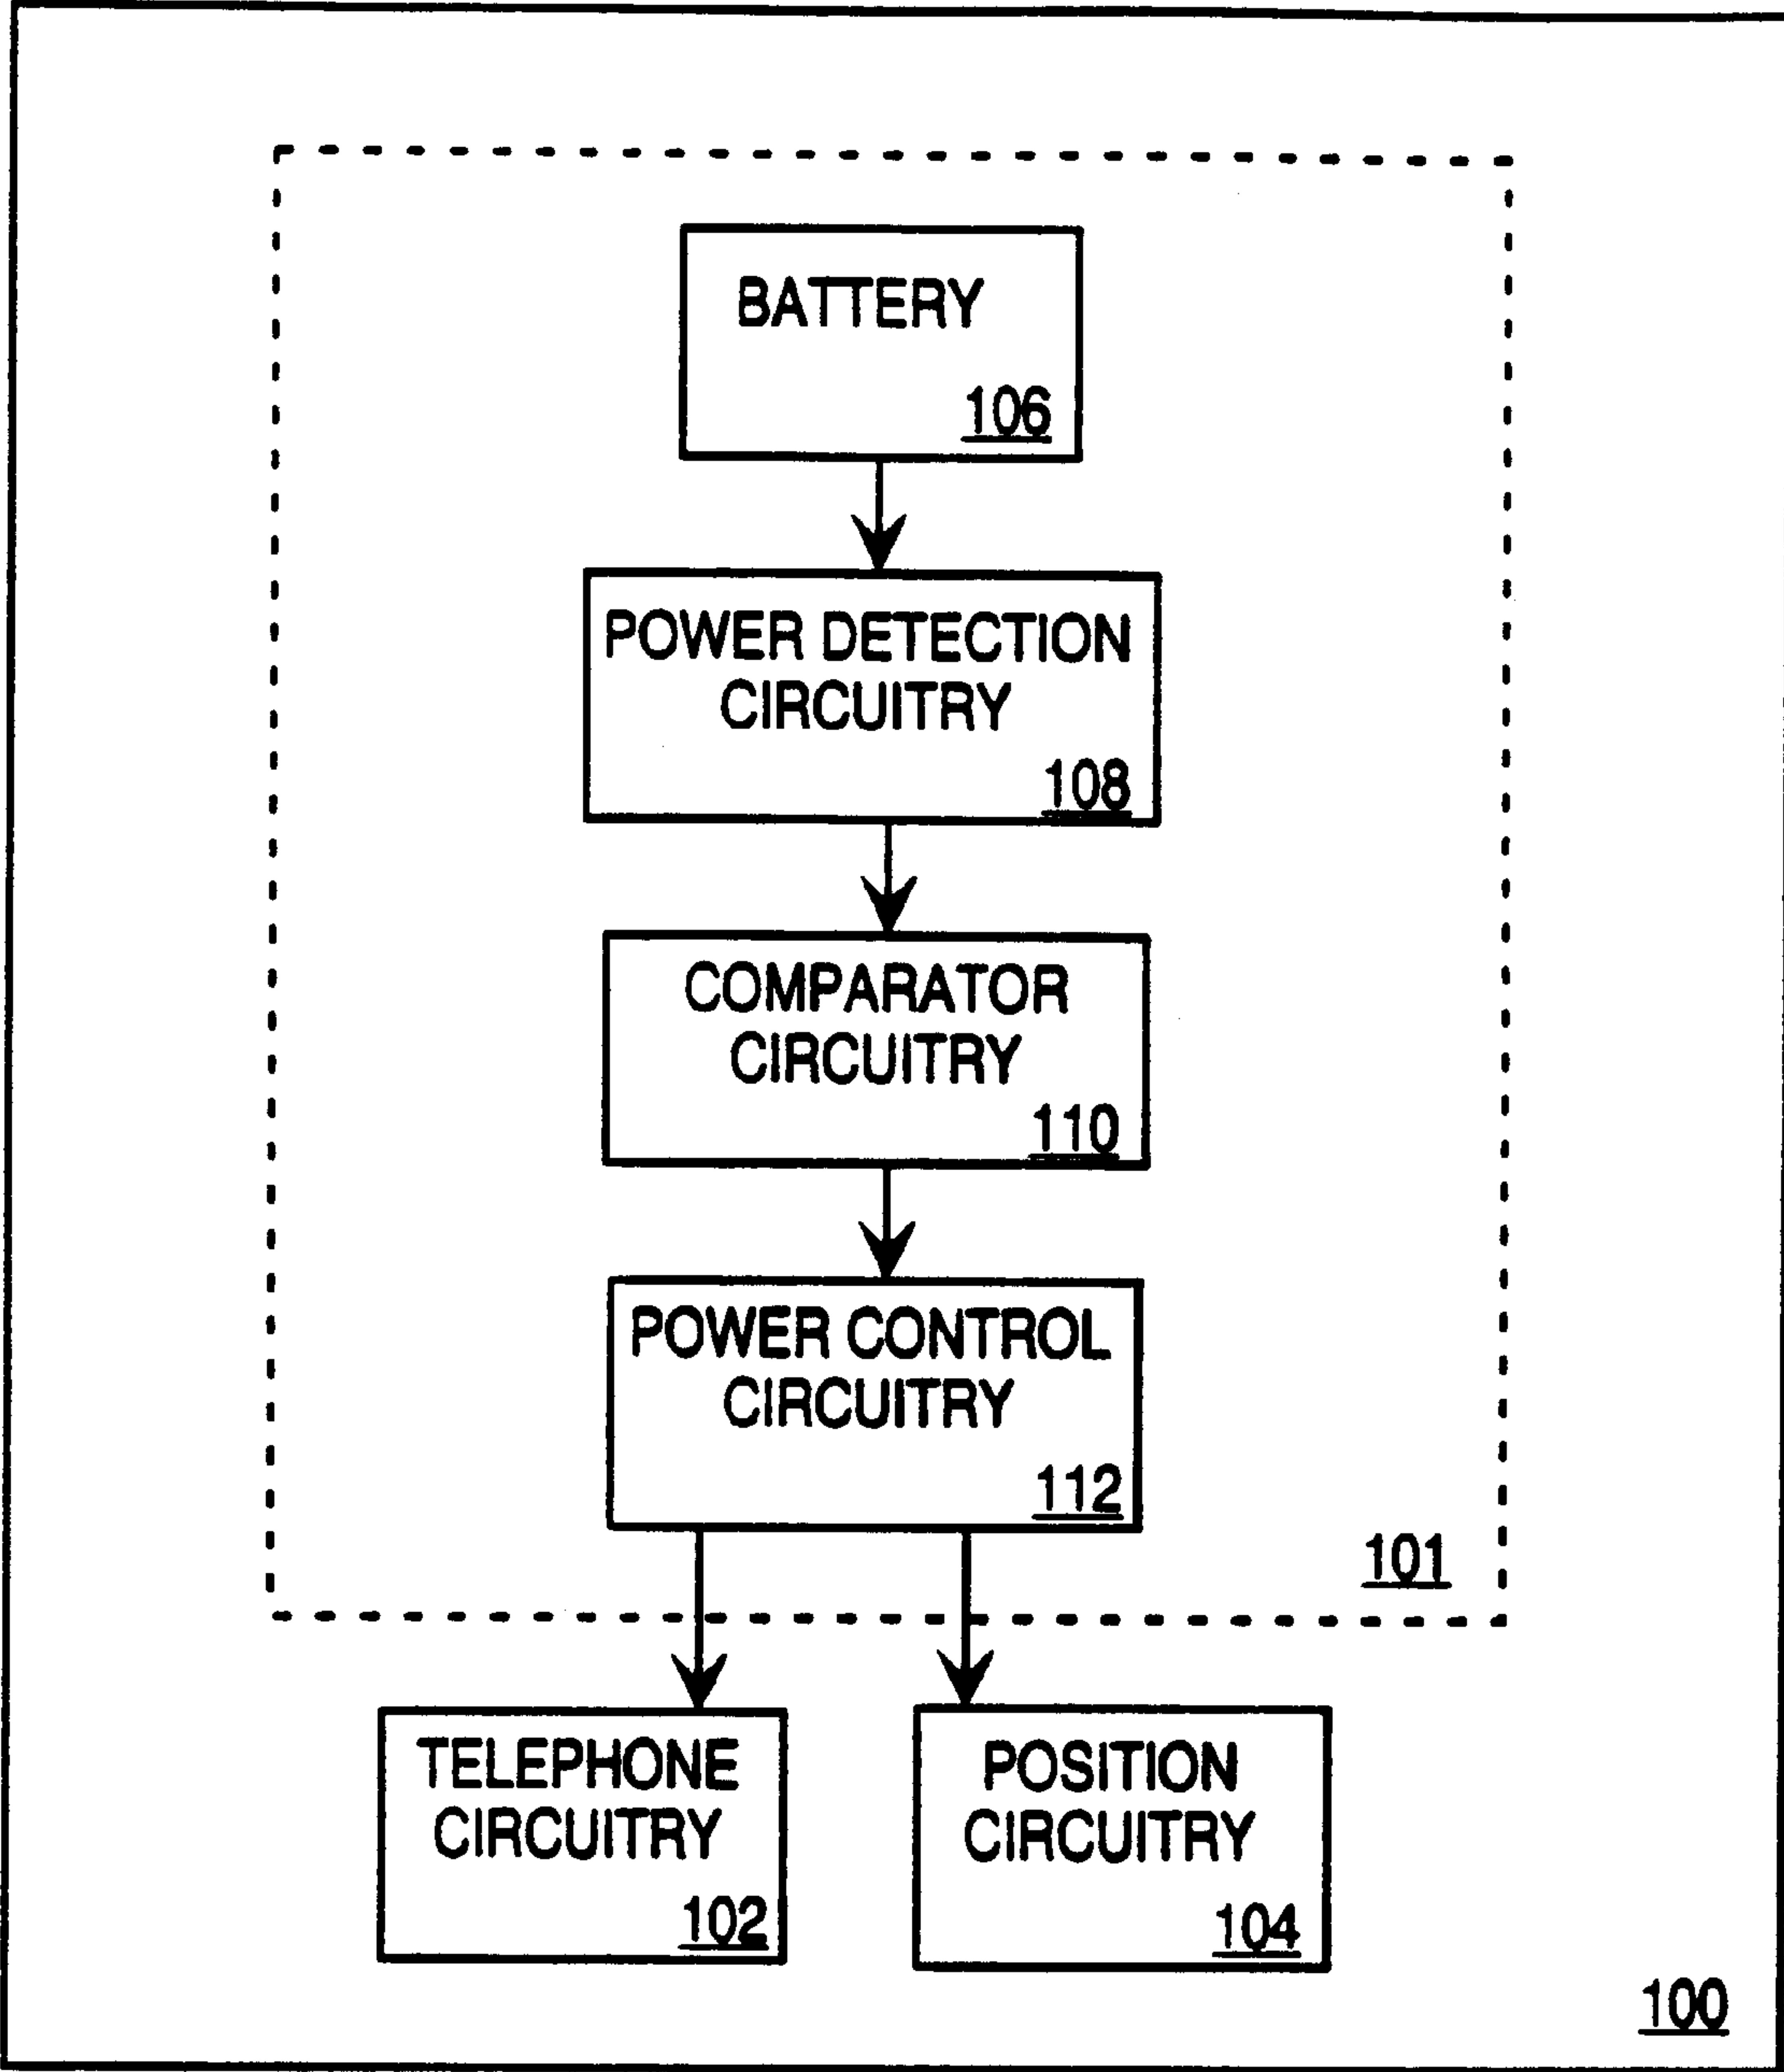 BATTERY
106
POWER DETECTION
CIRCUITRY
108
COMPARATOR
CIRCUITRY
110
POWER CONTROL
CIRCUITRY
112
101
TELEPHONE
CIRCUITRY
102
POSITION
CIRCUITRY
104
100